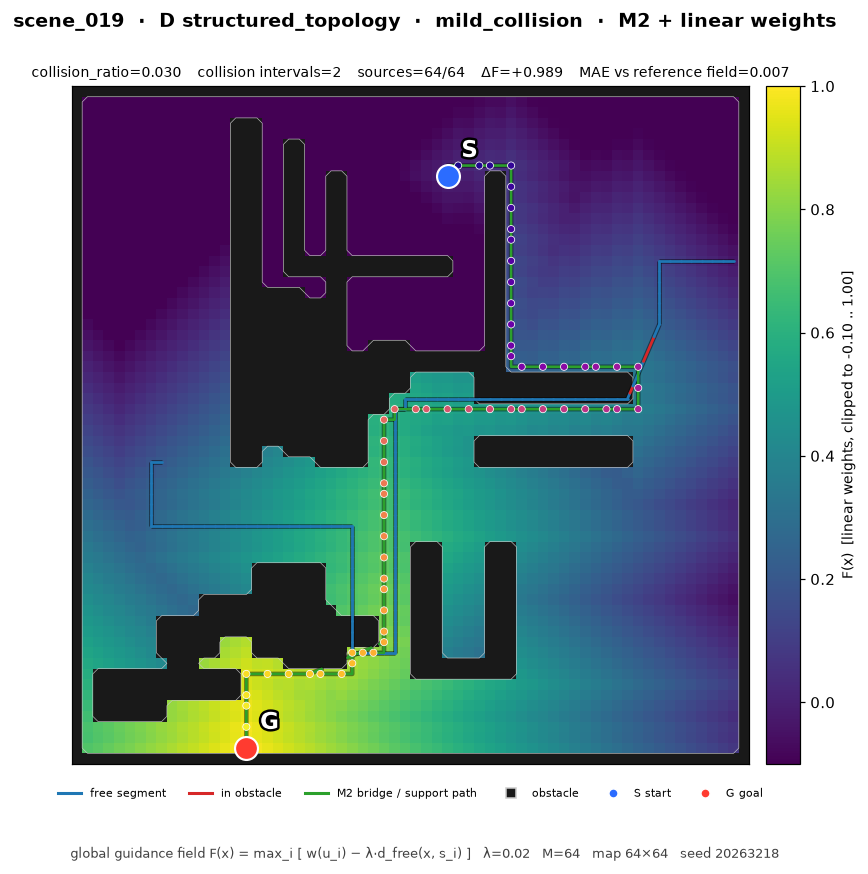 scene_019 · D structured_topology · mild_collision · M2 + linear weights
collision_ratio=0.030 collision intervals=2 sources=64/64 ΔF=+0.989 MAE vs reference field=0.007
S
G
1.0
0.8
0.6
0.4
0.2
0.0
F(x) [linear weights, clipped to -0.10 .. 1.00]
free segment in obstacle M2 bridge / support path obstacle S start G goal
global guidance field F(x) = max_i [ w(u_i) − λ·d_free(x, s_i) ] λ=0.02 M=64 map 64×64 seed 20263218